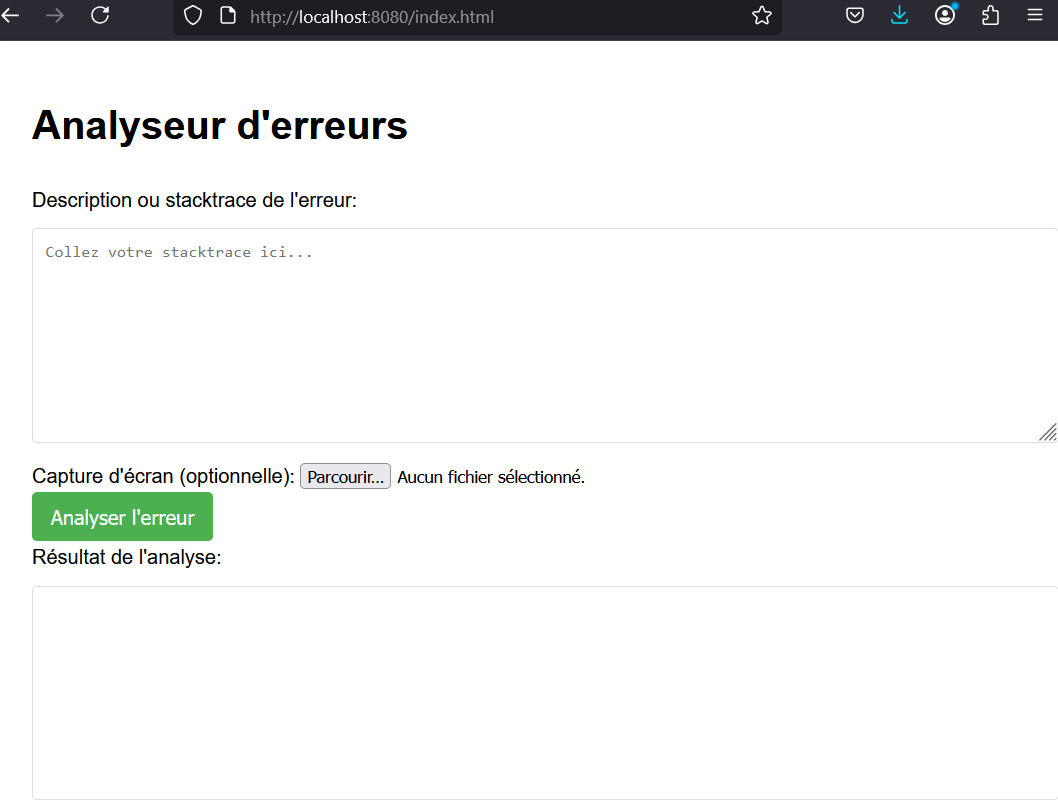 http://localhost:8080/index.html
Analyseur d'erreurs
Description ou stacktrace de l'erreur:
Collez votre stacktrace ici...
Capture d'écran (optionnelle): Parcourir... Aucun fichier sélectionné.
Analyser l'erreur
Résultat de l'analyse: